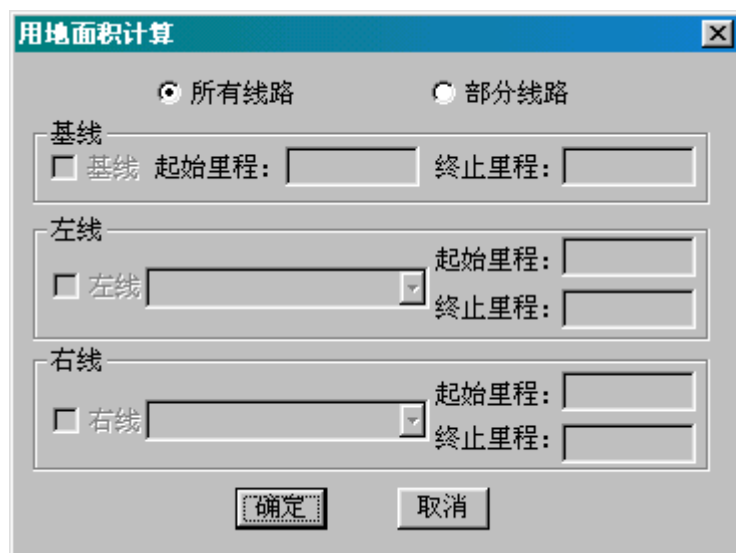 用地面积计算
所有线路 部分线路
基线
基线 起始里程: 终止里程:
左线
左线
起始里程:
终止里程:
右线
右线
起始里程:
终止里程:
确定 取消